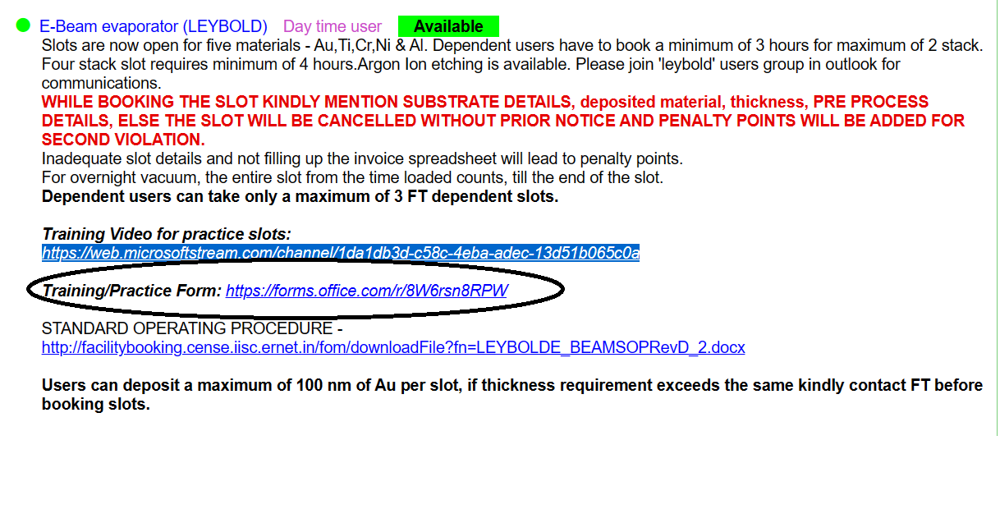 E-Beam evaporator (LEYBOLD) Day time user Available
Slots are now open for five materials - Au,Ti,Cr,Ni & Al. Dependent users have to book a minimum of 3 hours for maximum of 2 stack.
Four stack slot requires minimum of 4 hours.Argon Ion etching is available. Please join 'leybold' users group in outlook for
communications.
WHILE BOOKING THE SLOT KINDLY MENTION SUBSTRATE DETAILS, deposited material, thickness, PRE PROCESS
DETAILS, ELSE THE SLOT WILL BE CANCELLED WITHOUT PRIOR NOTICE AND PENALTY POINTS WILL BE ADDED FOR
SECOND VIOLATION.
Inadequate slot details and not filling up the invoice spreadsheet will lead to penalty points.
For overnight vacuum, the entire slot from the time loaded counts, till the end of the slot.
Dependent users can take only a maximum of 3 FT dependent slots.
Training Video for practice slots:
https://web.microsoftstream.com/channel/1da1db3d-c58c-4eba-adec-13d51b065c0a
Training/Practice Form: https://forms.office.com/r/8W6rsn8RPW
STANDARD OPERATING PROCEDURE -
http://facilitybooking.cense.iisc.ernet.in/fom/downloadFile?fn=LEYBOLDE_BEAMSOPRevD_2.docx
Users can deposit a maximum of 100 nm of Au per slot, if thickness requirement exceeds the same kindly contact FT before
booking slots.